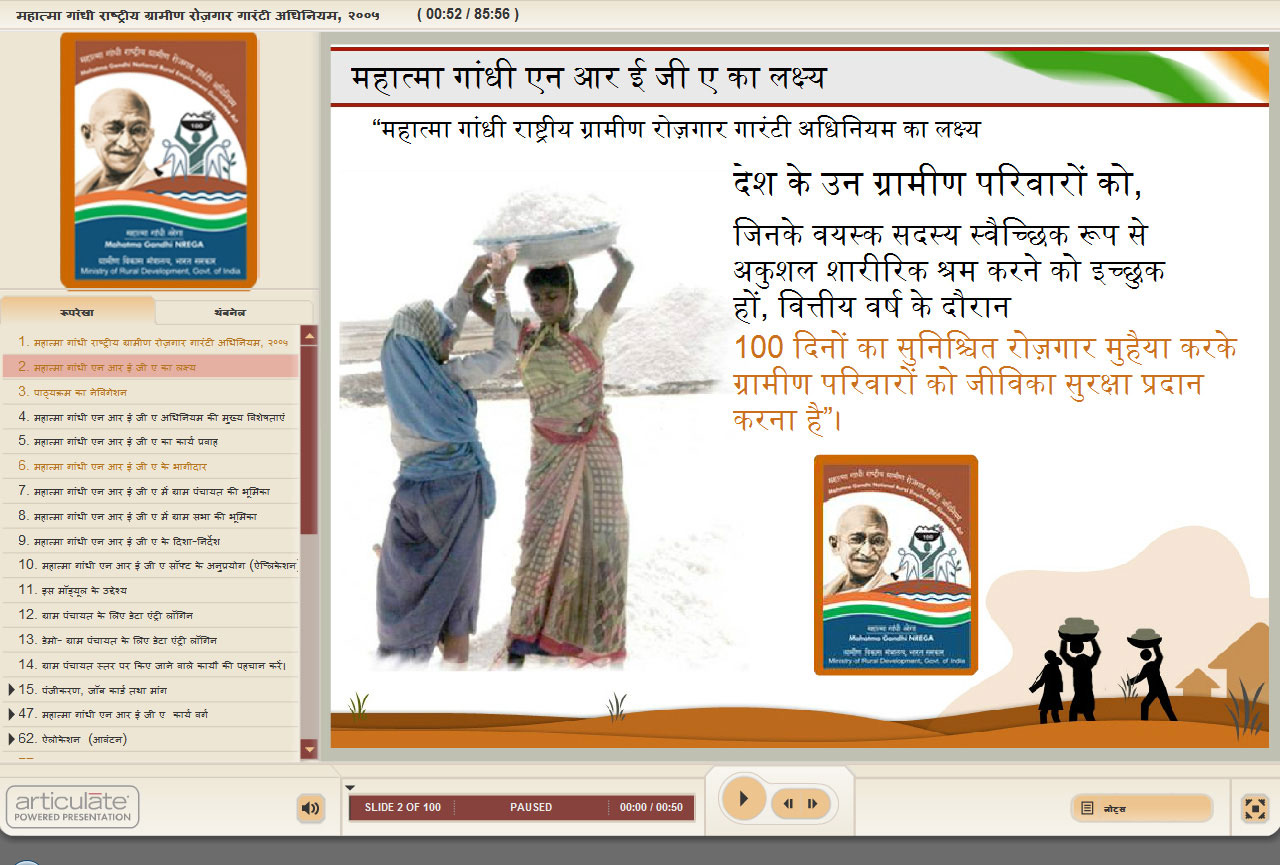 महात्मा गांधी राष्ट्रीय ग्रामीण रोज़गार गारंटी अधिनियम, २००५ ( 00:52 / 85:56 )
महात्मा गांधी राष्ट्रीय ग्रामीण रोज़गार गारंटी अधिनियम
Mahatma Gandhi National Rural Employment Guarantee Act
100
महात्मा गांधी नरेगा
Mahatma Gandhi NREGA
ग्रामीण विकास मंत्रालय, भारत सरकार
Ministry of Rural Development, Govt. of India
रूपरेखा
थंबनेल
1. महात्मा गांधी राष्ट्रीय ग्रामीण रोज़गार गारंटी अधिनियम, २००५
2. महात्मा गांधी एन आर ई जी ए का लक्ष्य
3. पाठ्यक्रम का नेविगेशन
4. महात्मा गांधी एन आर ई जी ए अधिनियम की मुख्य विशेषताएं
5. महात्मा गांधी एन आर ई जी ए का कार्य प्रवाह
6. महात्मा गांधी एन आर ई जी ए के भागीदार
7. महात्मा गांधी एन आर ई जी ए में ग्राम पंचायत की भूमिका
8. महात्मा गांधी एन आर ई जी ए में ग्राम सभा की भूमिका
9. महात्मा गांधी एन आर ई जी ए के दिशा-निर्देश
10. महात्मा गांधी एन आर ई जी ए सॉफ्ट के अनुप्रयोग (ऐप्लिकेशन)
11. इस मॉड्यूल के उद्देश्य
12. ग्राम पंचायत के लिए डेटा एंट्री लॉगिन
13. डेमो- ग्राम पंचायत के लिए डेटा एंट्री लॉगिन
14. ग्राम पंचायत स्तर पर किए जाने वाले कार्यों की पहचान करें।
15. पंजीकरण, जॉब कार्ड तथा मांग
47. महात्मा गांधी एन आर ई जी ए कार्य वर्ग
62. ऐलोकेशन (आवंटन)
महात्मा गांधी एन आर ई जी ए का लक्ष्य
“महात्मा गांधी राष्ट्रीय ग्रामीण रोज़गार गारंटी अधिनियम का लक्ष्य
देश के उन ग्रामीण परिवारों को,
जिनके वयस्क सदस्य स्वैच्छिक रूप से
अकुशल शारीरिक श्रम करने को इच्छुक
हों, वित्तीय वर्ष के दौरान
100 दिनों का सुनिश्चित रोज़गार मुहैया करके
ग्रामीण परिवारों को जीविका सुरक्षा प्रदान
करना है”।
महात्मा गांधी राष्ट्रीय ग्रामीण रोज़गार गारंटी अधिनियम
Mahatma Gandhi National Rural Employment Guarantee Act
100
महात्मा गांधी नरेगा
Mahatma Gandhi NREGA
ग्रामीण विकास मंत्रालय, भारत सरकार
Ministry of Rural Development, Govt. of India
articulate
POWERED PRESENTATION
SLIDE 2 OF 100 PAUSED 00:00 / 00:50
नोट्स